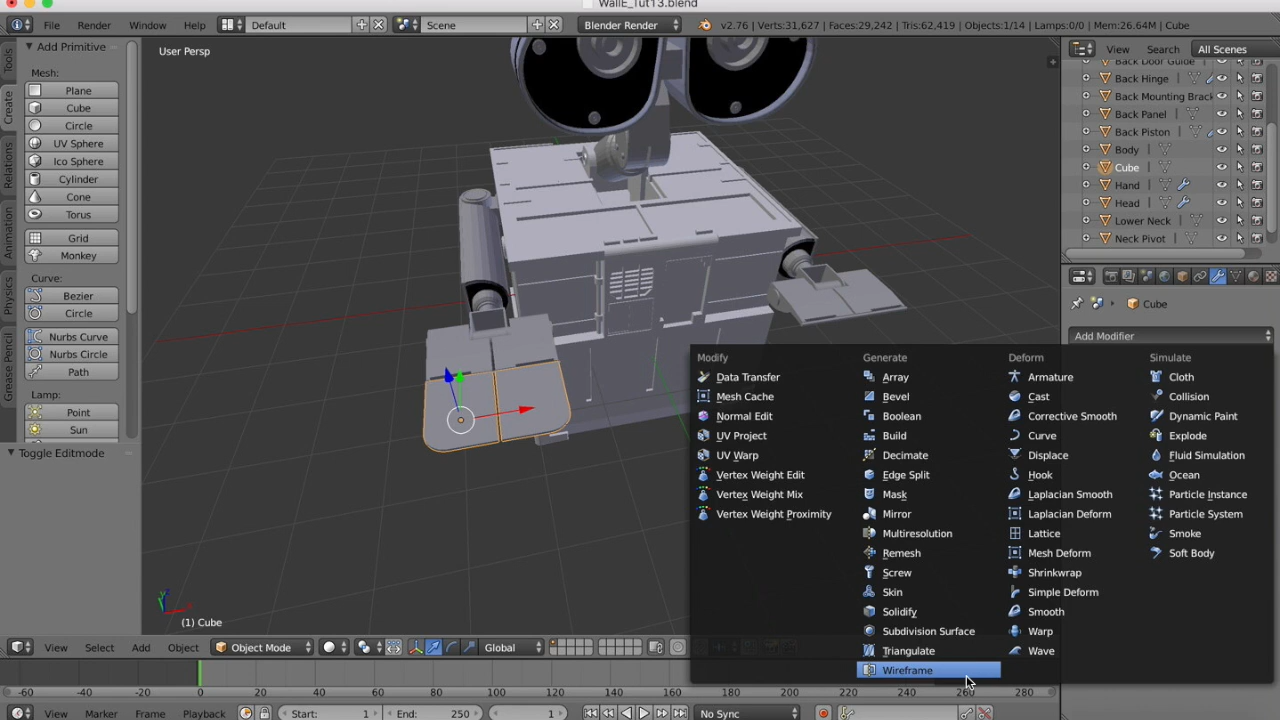 WallE_Tut13.blend
File Render Window Help Default Scene Blender Render v2.76 | Verts:31,627 | Faces:29,242 | Tris:62,419 | Objects:1/14 | Lamps:0/0 | Mem:26.64M | Cube
Add Primitive
Mesh:
Plane
Cube
Circle
UV Sphere
Ico Sphere
Cylinder
Cone
Torus
Grid
Monkey
Curve:
Bezier
Circle
Nurbs Curve
Nurbs Circle
Path
Lamp:
Point
Sun
Toggle Editmode
Tools
Create
Relations
Animation
Physics
Grease Pencil
User Persp
(1) Cube
View Search All Scenes
Back Door Guide
Back Hinge
Back Mounting Brack
Back Panel
Back Piston
Body
Cube
Hand
Head
Lower Neck
Neck Pivot
Cube
Add Modifier
Modify
Data Transfer
Mesh Cache
Normal Edit
UV Project
UV Warp
Vertex Weight Edit
Vertex Weight Mix
Vertex Weight Proximity
Generate
Array
Bevel
Boolean
Build
Decimate
Edge Split
Mask
Mirror
Multiresolution
Remesh
Screw
Skin
Solidify
Subdivision Surface
Triangulate
Wireframe
Deform
Armature
Cast
Corrective Smooth
Curve
Displace
Hook
Laplacian Smooth
Laplacian Deform
Lattice
Mesh Deform
Shrinkwrap
Simple Deform
Smooth
Warp
Wave
Simulate
Cloth
Collision
Dynamic Paint
Explode
Fluid Simulation
Ocean
Particle Instance
Particle System
Smoke
Soft Body
View Select Add Object Object Mode Global
-60 -40 -20 0 20 40 60 80 100 120 140 160 180 200 220 240 260 280
View Marker Frame Playback Start: 1 End: 250 1 No Sync